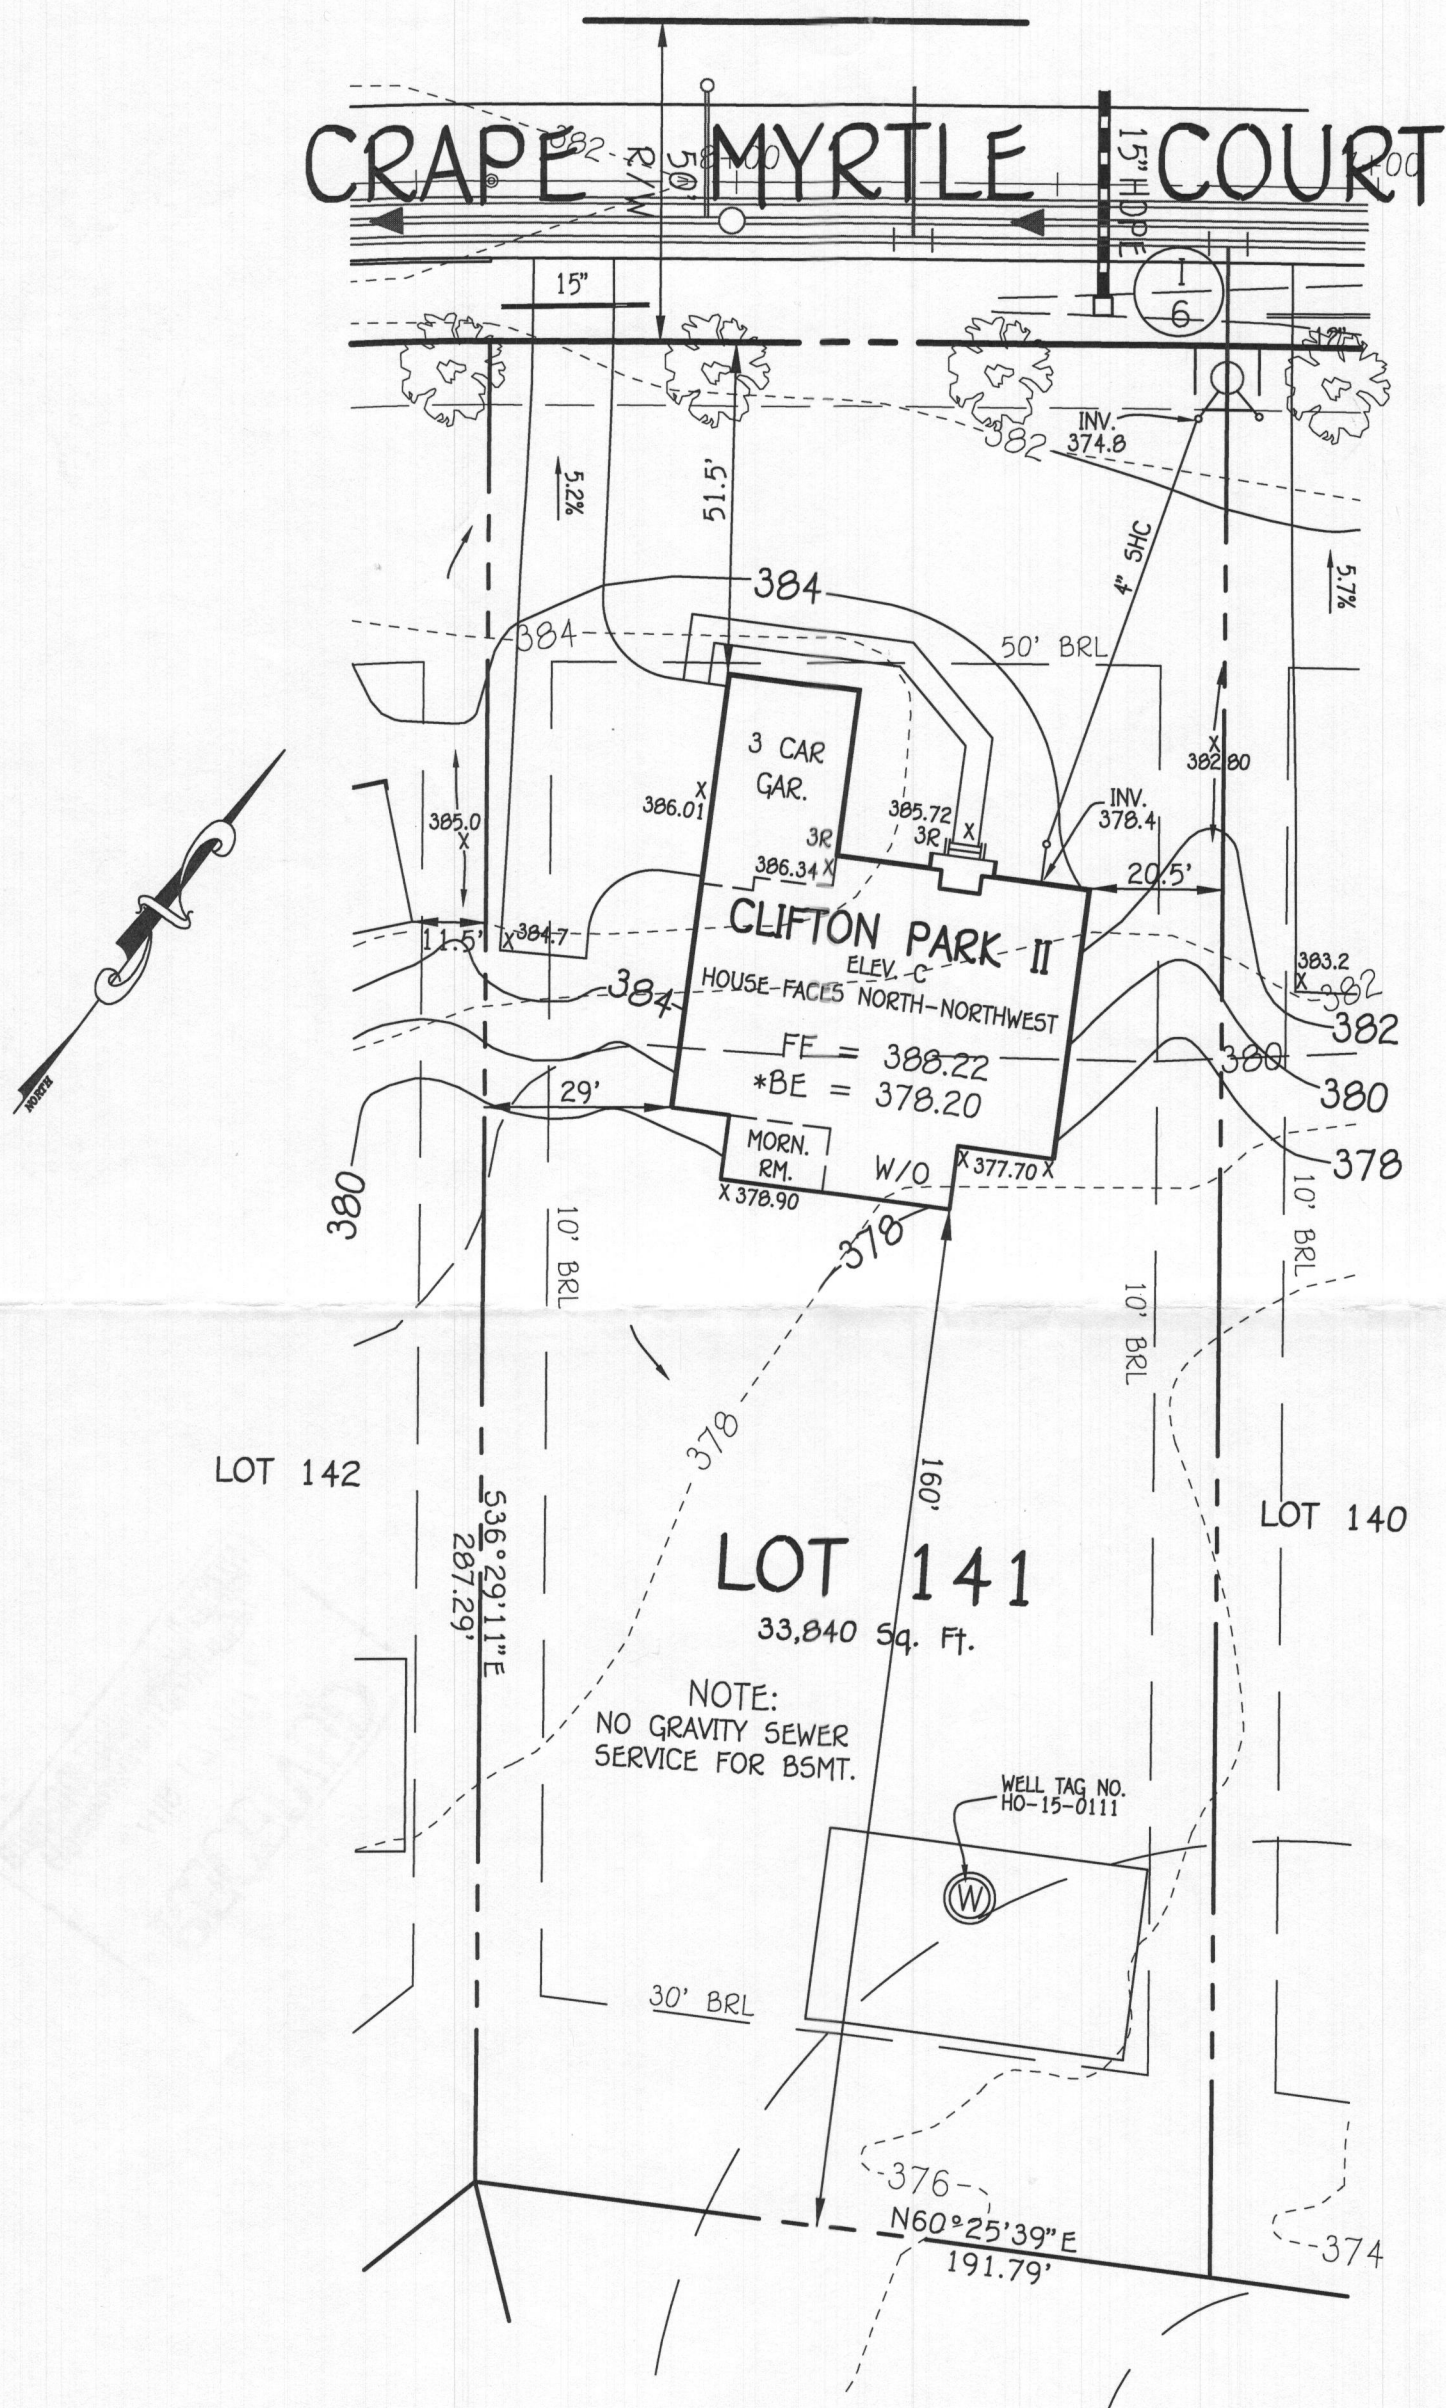 CRAPE MYRTLE COURT
382
50'
R/W
15" HDPE
15"
I
6
12"
INV.
374.8
382
5.2%
51.5'
4" SHC
5.7%
384
384
50' BRL
3 CAR
GAR.
X
386.01
385.0
X
X
382.80
385.72
3R
X
3R
386.34 X
INV.
378.4
20.5'
11.5'
X 384.7
383.2
X
CLIFTON PARK II
ELEV. C
HOUSE FACES NORTH-NORTHWEST
384
382
382
FF = 388.22
*BE = 378.20
380
380
29'
MORN.
RM.
W/O
X 377.70 X
X 378.90
378
380
378
10' BRL
10' BRL
10' BRL
NORTH
378
160'
LOT 142
LOT 141
33,840 Sq. Ft.
LOT 140
S36°29'11"E
287.29'
NOTE:
NO GRAVITY SEWER
SERVICE FOR BSMT.
WELL TAG NO.
HO-15-0111
W
30' BRL
376
N60°25'39"E
191.79'
374